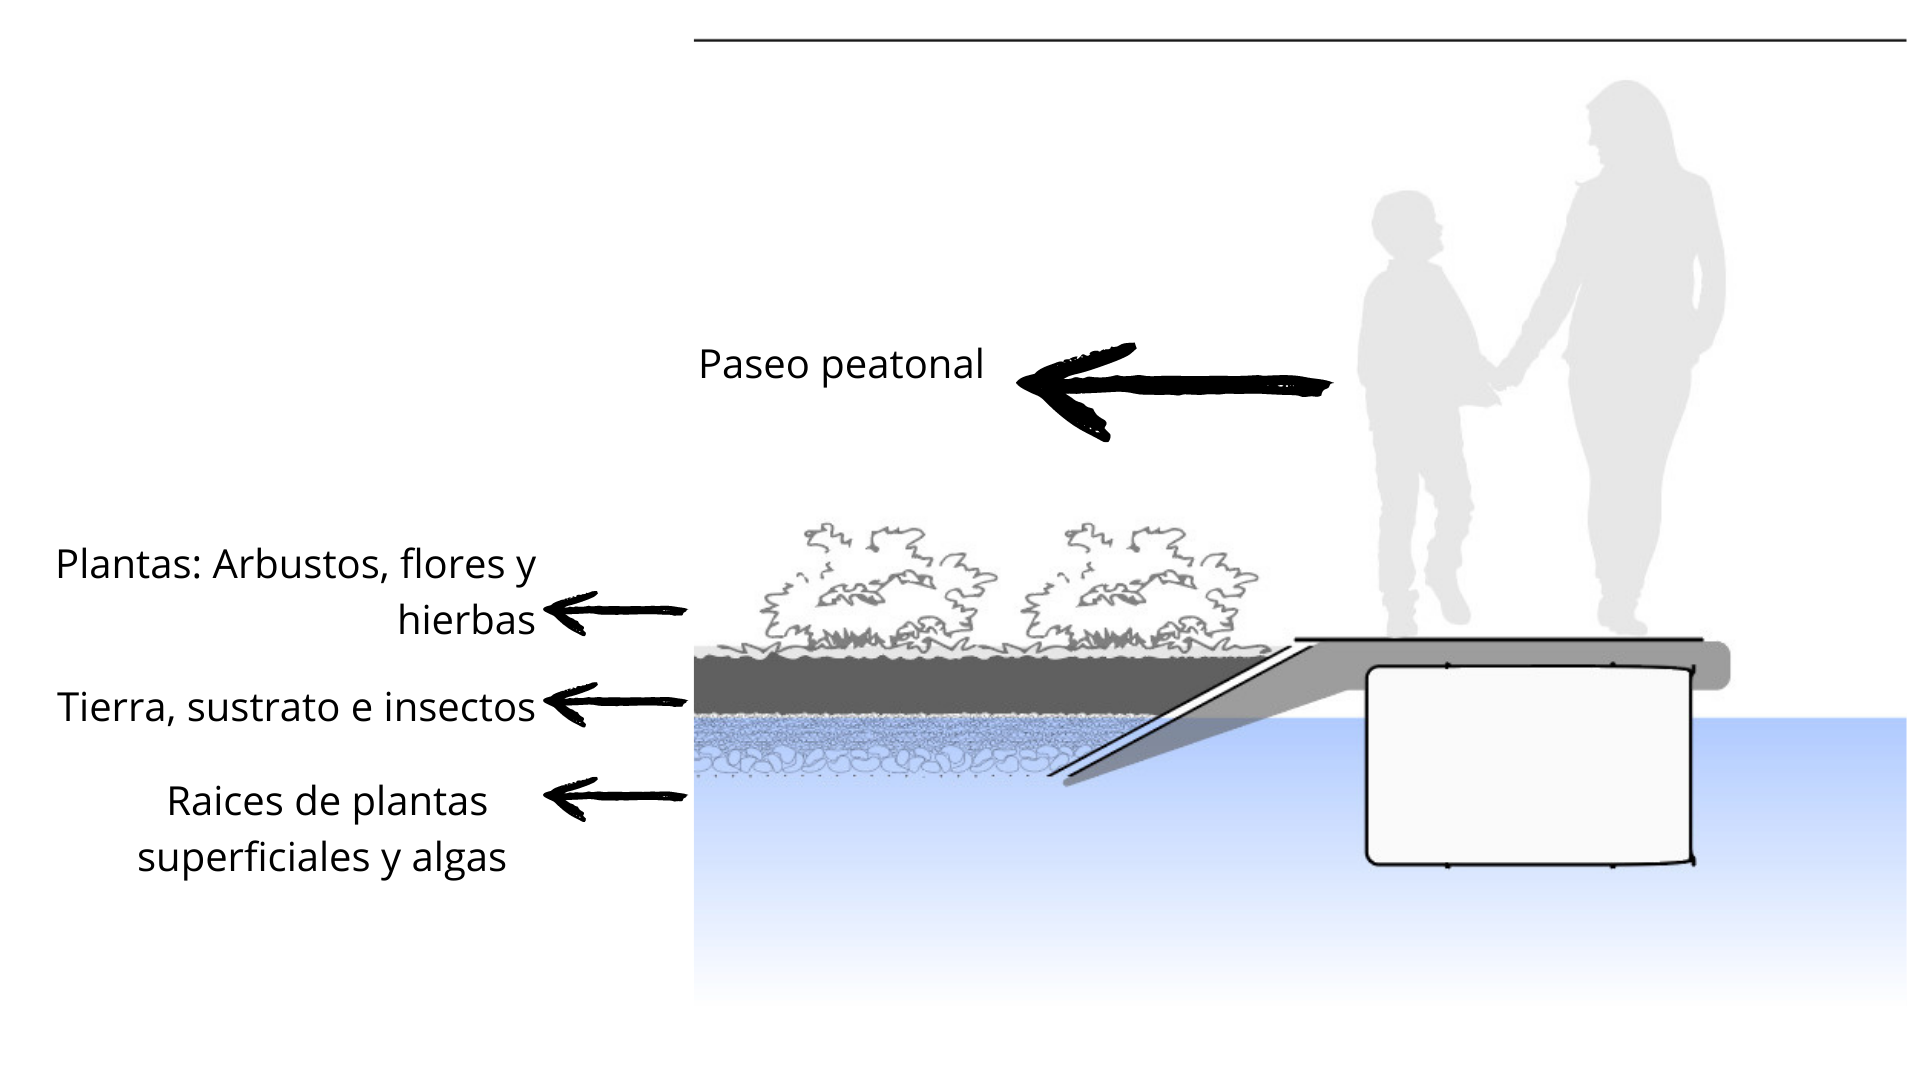 Paseo peatonal
Plantas: Arbustos, flores y
hierbas
Tierra, sustrato e insectos
Raices de plantas
superficiales y algas